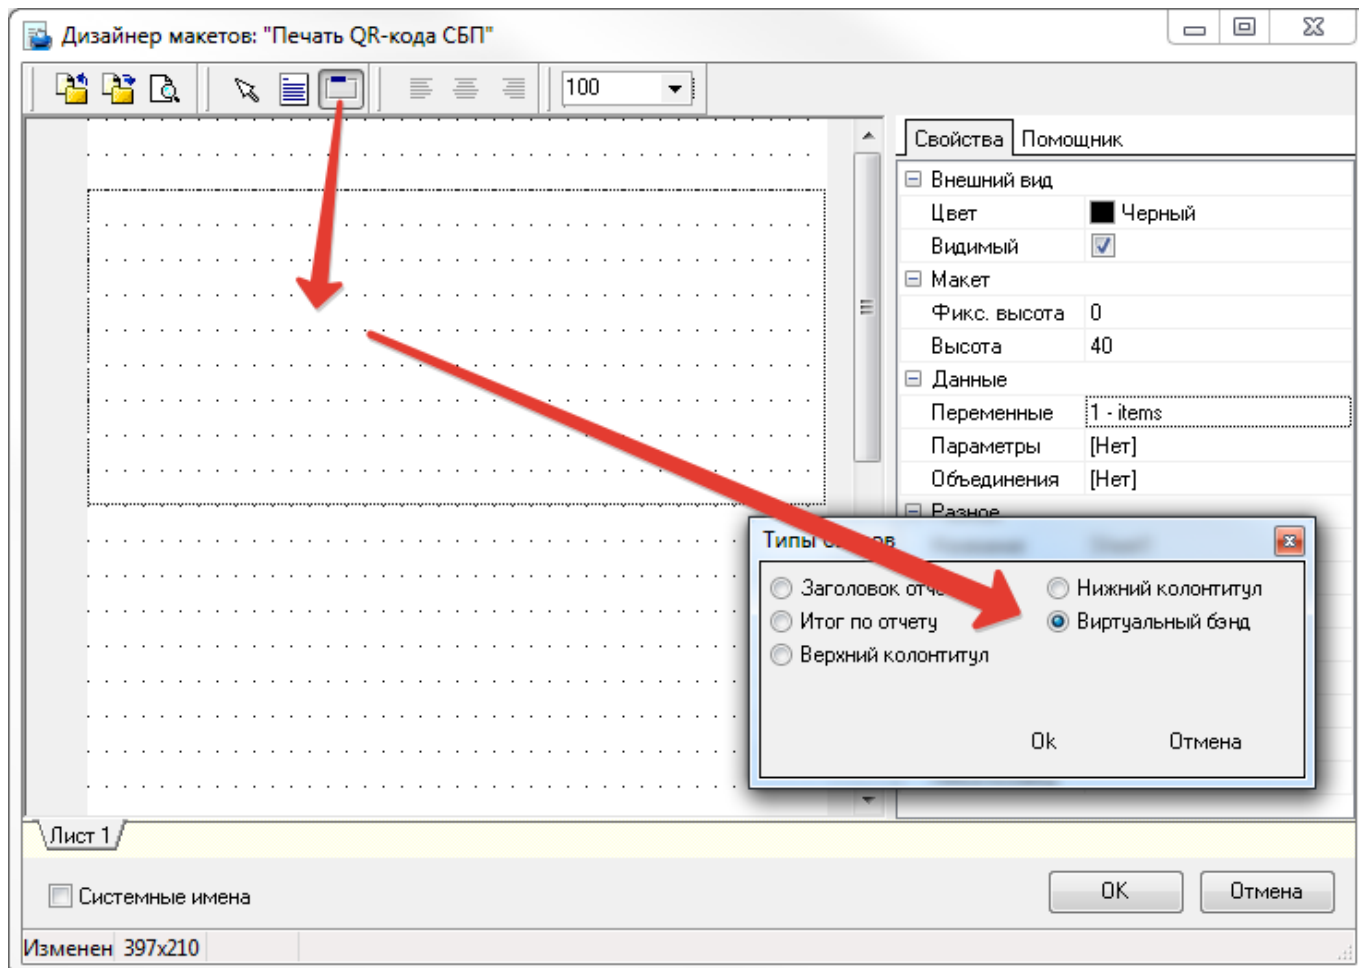 Дизайнер макетов: "Печать QR-кода СБП"
100
Свойства Помощник
Внешний вид
Цвет Черный
Видимый
Макет
Фикс. высота 0
Высота 40
Данные
Переменные 1 - items
Параметры [Нет]
Объединения [Нет]
Разное
Типы
Заголовок Нижний колонтитул
Итог по отчету Виртуальный бэнд
Верхний колонтитул
Ok Отмена
Лист 1
Системные имена
OK Отмена
Изменен 397x210